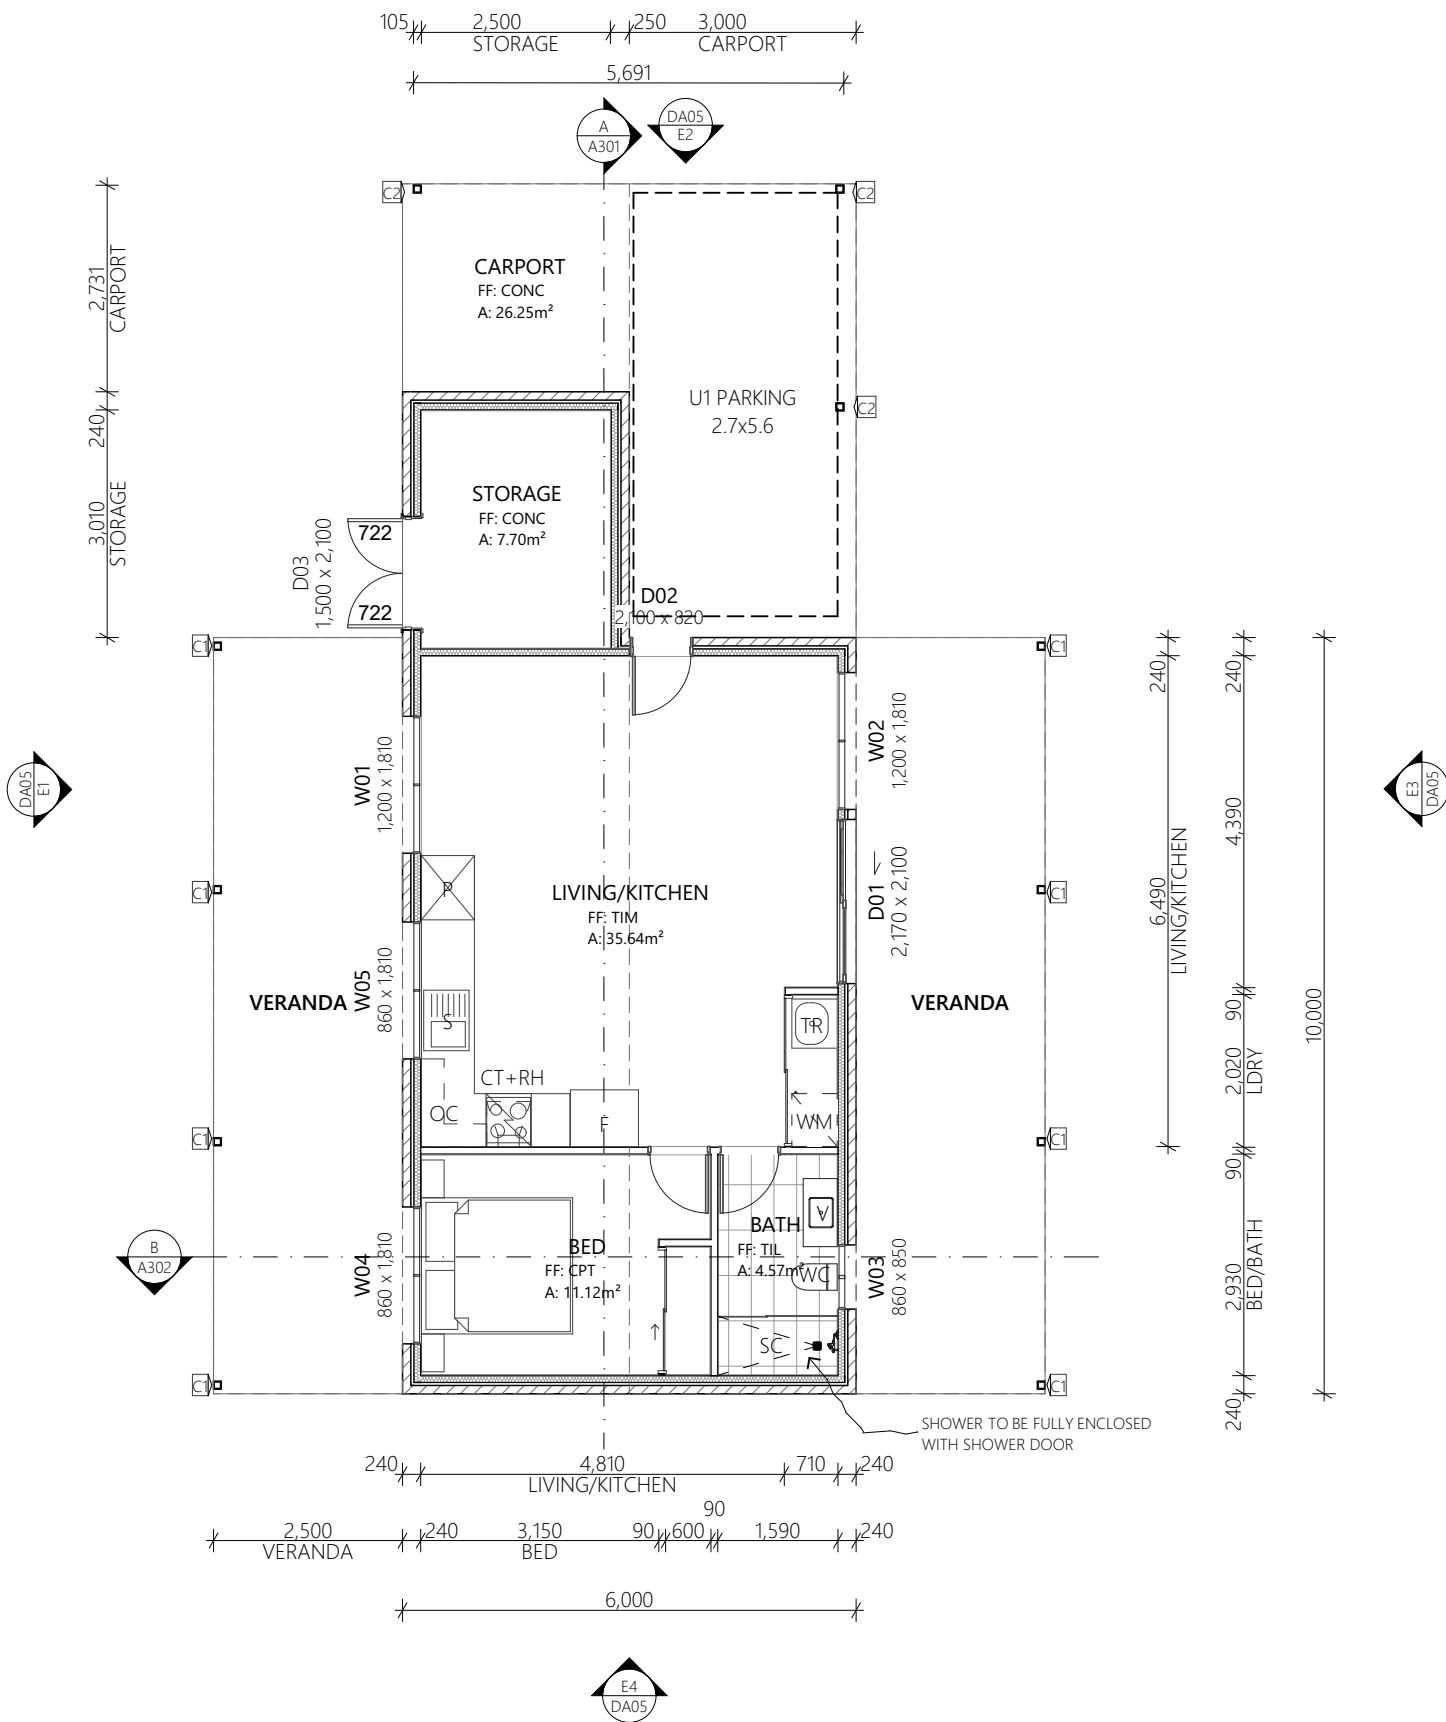 105 2,500 250 3,000
STORAGE CARPORT
5,691
A
A301
DA05
E2
C2
C2
2,731
CARPORT
CARPORT
FF: CONC
A: 26.25m²
U1 PARKING
2.7x5.6
C2
240
3,010
STORAGE
STORAGE
FF: CONC
A: 7.70m²
D03
1,500 x 2,100
722
722
D02
2,100 x 820
C1
C1
240
240
W01
1,200 x 1,810
W02
1,200 x 1,810
DA05
E1
E3
DA05
4,390
6,490
LIVING/KITCHEN
LIVING/KITCHEN
FF: TIM
A: 35.64m²
P
D01
2,170 x 2,100
C1
C1
VERANDA
W05
860 x 1,810
VERANDA
S
TR
90
10,000
2,020
LDRY
CT+RH
OC
F
WM
C1
C1
90
BATH
FF: TIL
A: 4.57m²
V
WC
BED
FF: CPT
A: 11.12m²
B
A302
W04
860 x 1,810
W03
860 x 850
2,930
BED/BATH
SC
C1
C1
240
SHOWER TO BE FULLY ENCLOSED
WITH SHOWER DOOR
240 4,810 710 240
LIVING/KITCHEN
90
2,500 240 3,150 90 600 1,590 240
VERANDA BED
6,000
E4
DA05